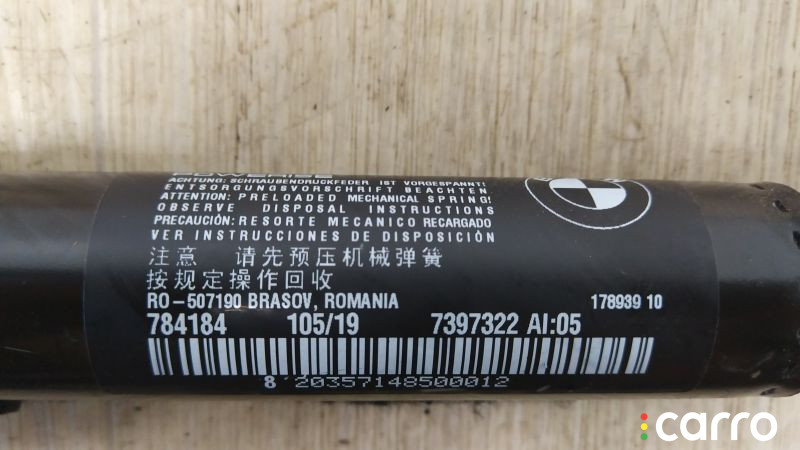 POWERISE
ACHTUNG: SCHRAUBENDRUCKFEDER IST VORGESPANNT!
ENTSORGUNGSVORSCHRIFT BEACHTEN
ATTENTION: PRELOADED MECHANICAL SPRING!
OBSERVE DISPOSAL INSTRUCTIONS
PRECAUCIÓN: RESORTE MECANICO RECARGADO
VER INSTRUCCIONES DE DISPOSICIÓN
注意 请先预压机械弹簧
按规定操作回收
RO-507190 BRASOV, ROMANIA 178939 10
784184 105/19 7397322 AI:05
8 20357148500012
carro